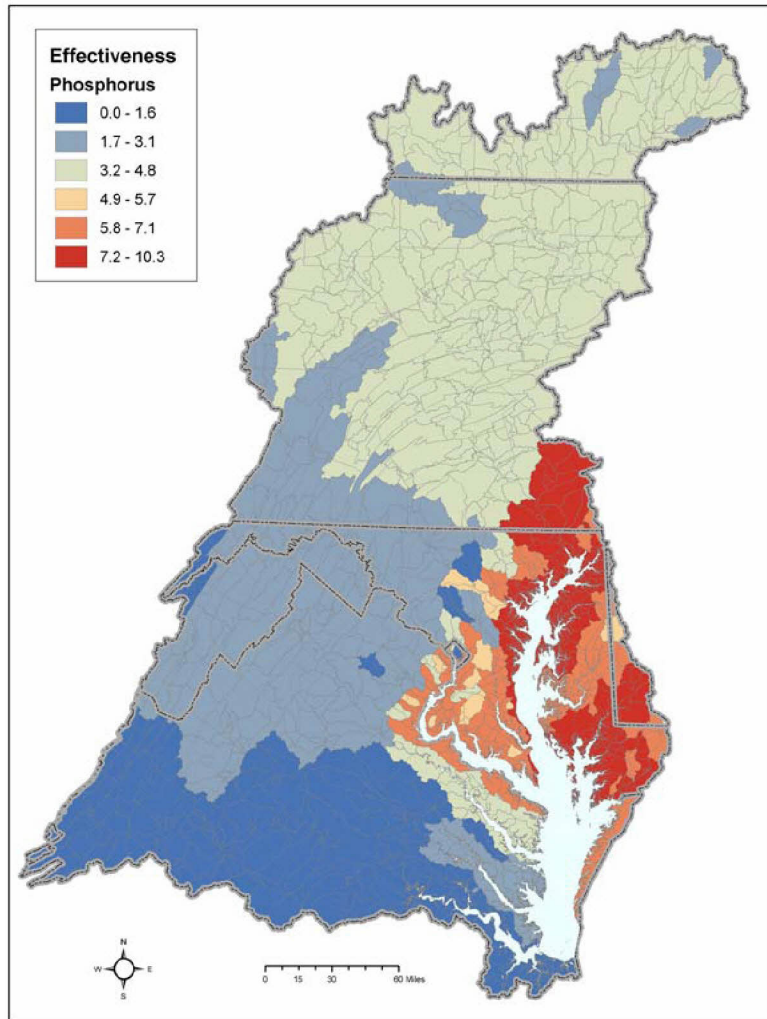 Effectiveness
Phosphorus
0.0 - 1.6
1.7 - 3.1
3.2 - 4.8
4.9 - 5.7
5.8 - 7.1
7.2 - 10.3
N
W E
S
0 15 30 60 Miles